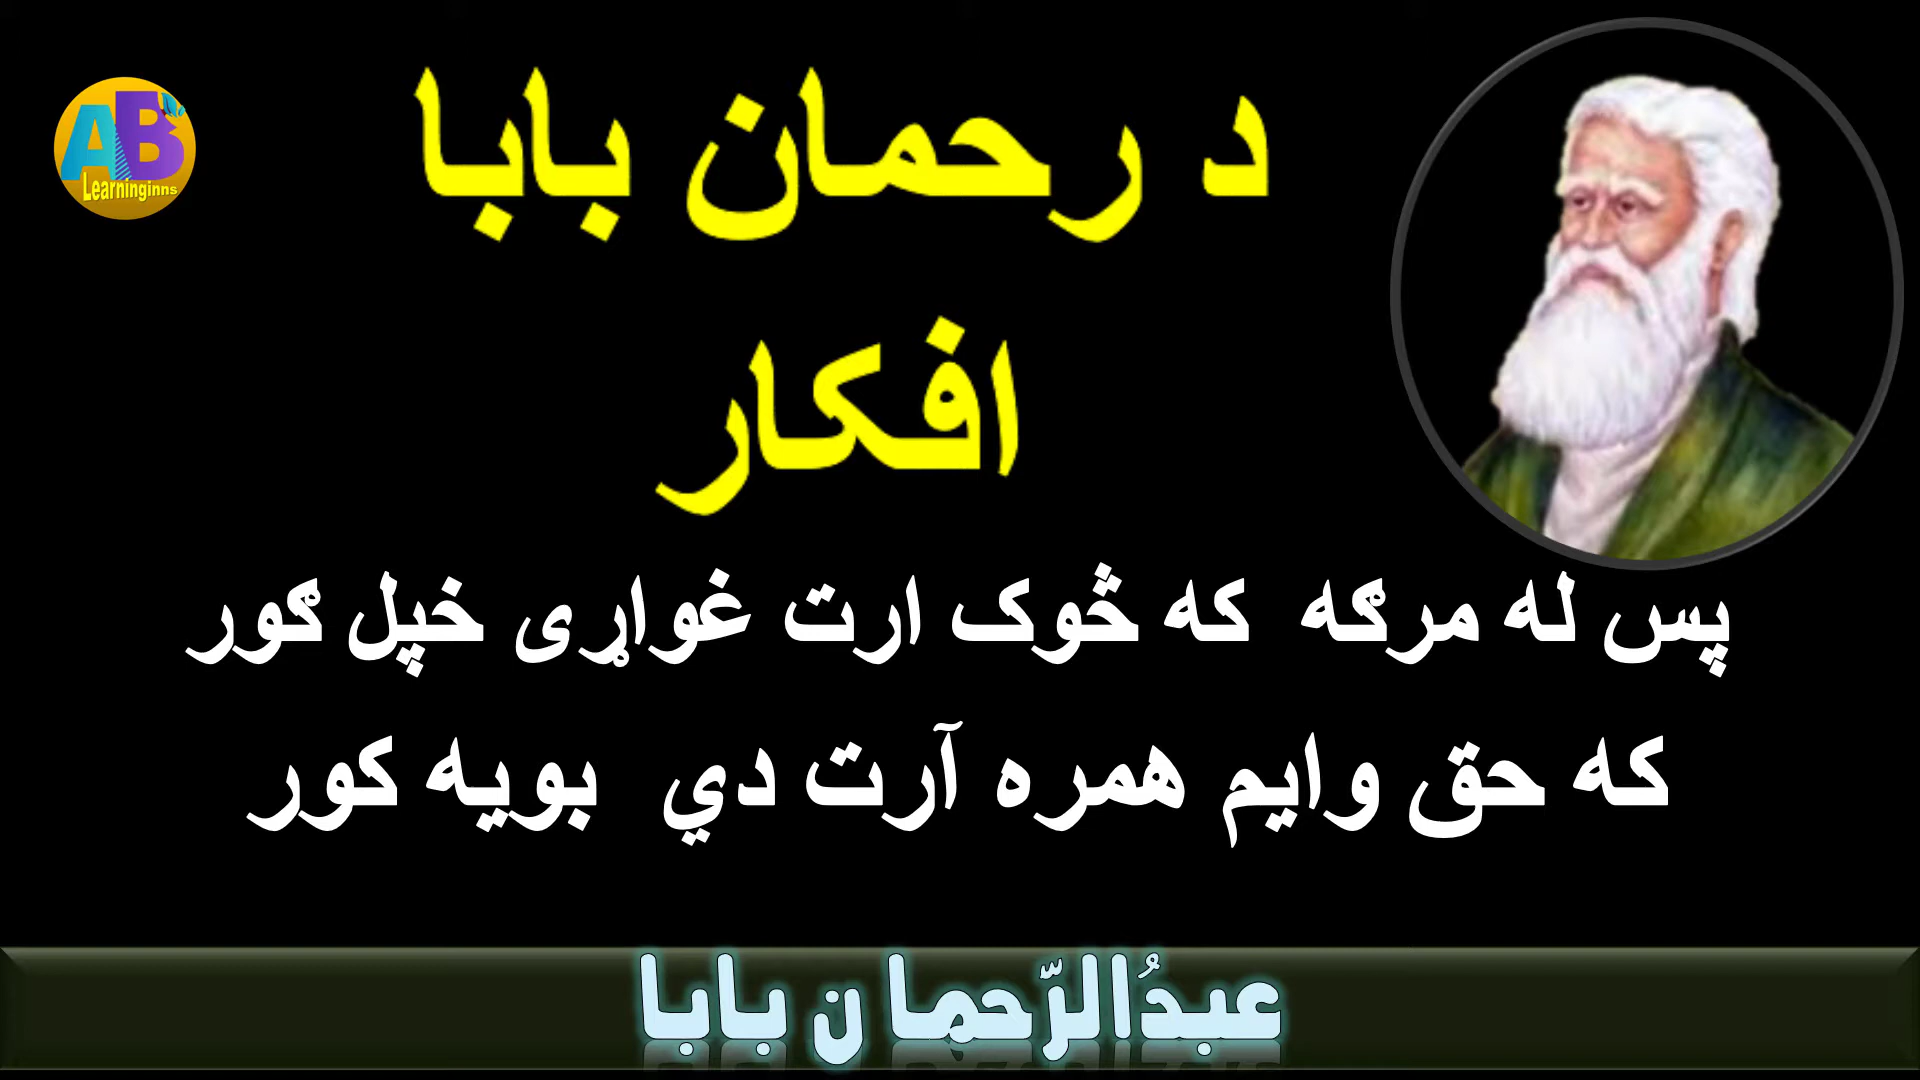 AB
Learninginns
د رحمان بابا
افکار
پس له مرګه که څوک ارت غواړی خپل ګور
که حق وایم همره آرت دي بویه کور
عبدُالرّحمان بابا